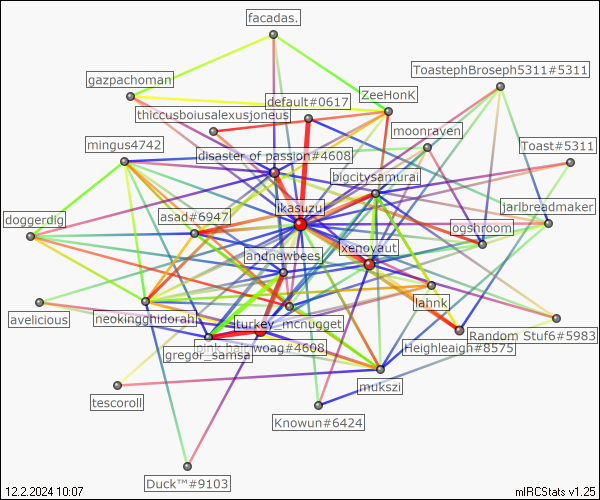 facadas.
ToastephBroseph5311#5311
gazpachoman
ZeeHonK
default#0617
thiccusboiusalexusjoneus
moonraven
mingus4742
Toast#5311
disaster of passion#4608
bigcitysamurai
ikasuzu
jarlbreadmaker
doggerdig
asad#6947
ogshroom
xenoyaut
andnewbees
lahnk
avelicious
neokingghidorah
turkey_mcnugget
Random Stuf6#5983
pink hair woag#4608
Heighleaigh#8575
gregor_samsa
mukszi
tescoroll
Knowun#6424
Duck™#9103
12.2.2024 10:07
mIRCStats v1.25